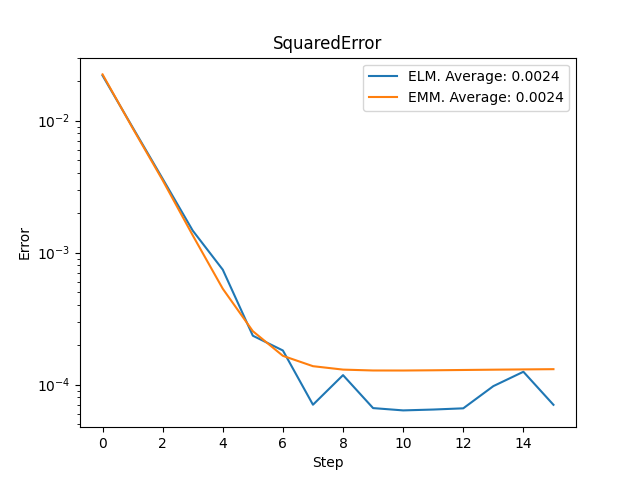 SquaredError
ELM. Average: 0.0024
EMM. Average: 0.0024
Error
10⁻²
10⁻³
10⁻⁴
0 2 4 6 8 10 12 14
Step